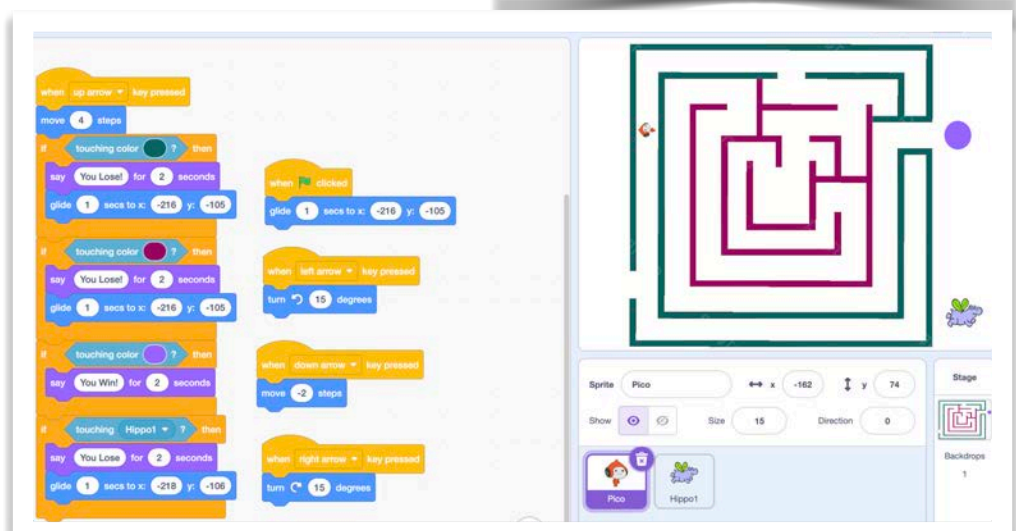 when up arrow key pressed
move 4 steps
if touching color ? then
say You Lose! for 2 seconds
glide 1 secs to x: -216 y: -105
if touching color ? then
say You Lose! for 2 seconds
glide 1 secs to x: -216 y: -105
if touching color ? then
say You Win! for 2 seconds
if touching Hippo1 ? then
say You Lose for 2 seconds
glide 1 secs to x: -218 y: -106
when clicked
glide 1 secs to x: -216 y: -105
when left arrow key pressed
turn 15 degrees
when down arrow key pressed
move -2 steps
when right arrow key pressed
turn 15 degrees
Sprite Pico x -162 y 74
Show Size 15 Direction 0
Pico Hippo1
Stage
Backdrops
1